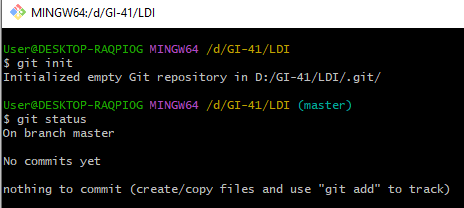 MINGW64:/d/GI-41/LDI
User@DESKTOP-RAQPIOG MINGW64 /d/GI-41/LDI
$ git init
Initialized empty Git repository in D:/GI-41/LDI/.git/
User@DESKTOP-RAQPIOG MINGW64 /d/GI-41/LDI (master)
$ git status
On branch master
No commits yet
nothing to commit (create/copy files and use "git add" to track)